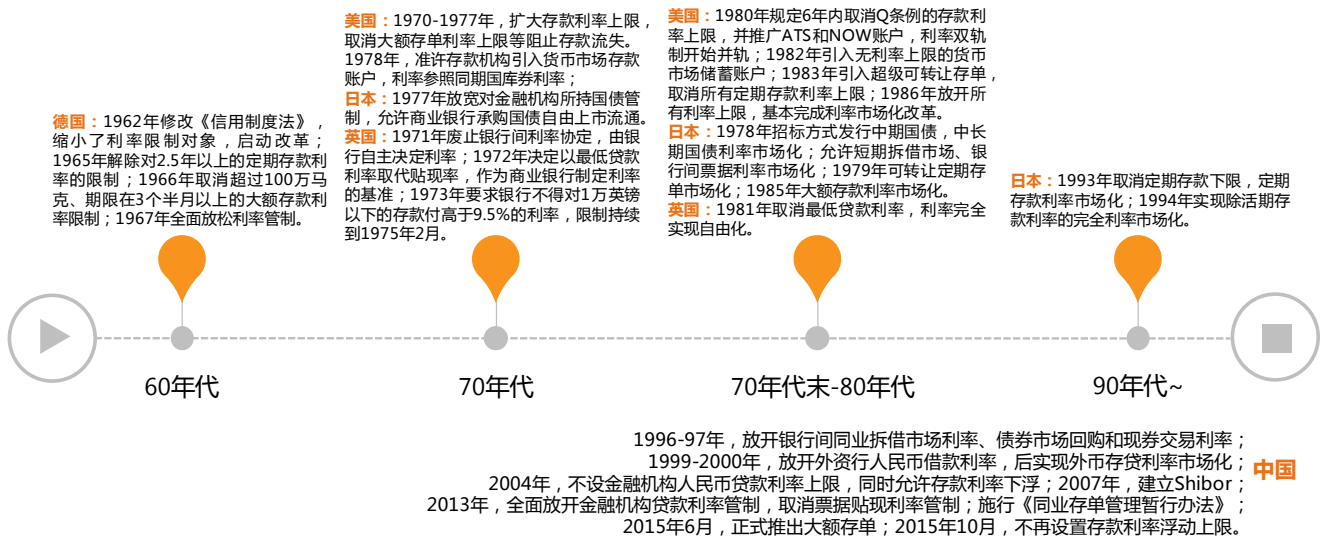 德国：1962年修改《信用制度法》，
缩小了利率限制对象，启动改革；
1965年解除对2.5年以上的定期存款利
率的限制；1966年取消超过100万马
克、期限在3个半月以上的大额存款利
率限制；1967年全面放松利率管制。
60年代
美国：1970-1977年，扩大存款利率上限，
取消大额存单利率上限等阻止存款流失。
1978年，准许存款机构引入货币市场存款
账户，利率参照同期国库券利率；
日本：1977年放宽对金融机构所持国债管
制，允许商业银行承购国债自由上市流通。
英国：1971年废止银行间利率协定，由银
行自主决定利率；1972年决定以最低贷款
利率取代贴现率，作为商业银行制定利率
的基准；1973年要求银行不得对1万英镑
以下的存款付高于9.5%的利率，限制持续
到1975年2月。
70年代
美国：1980年规定6年内取消Q条例的存款利
率上限，并推广ATS和NOW账户，利率双轨
制开始并轨；1982年引入无利率上限的货币
市场储蓄账户；1983年引入超级可转让存单，
取消所有定期存款利率上限；1986年放开所
有利率上限，基本完成利率市场化改革。
日本：1978年招标方式发行中期国债，中长
期国债利率市场化；允许短期拆借市场、银
行间票据利率市场化；1979年可转让定期存
单市场化；1985年大额存款利率市场化。
英国：1981年取消最低贷款利率，利率完全
实现自由化。
70年代末-80年代
日本：1993年取消定期存款下限，定期
存款利率市场化；1994年实现除活期存
款利率的完全利率市场化。
90年代~
1996-97年，放开银行间同业拆借市场利率、债券市场回购和现券交易利率；
1999-2000年，放开外资行人民币借款利率，后实现外币存贷利率市场化；
2004年，不设金融机构人民币贷款利率上限，同时允许存款利率下浮；2007年，建立Shibor；
2013年，全面放开金融机构贷款利率管制，取消票据贴现利率管制；施行《同业存单管理暂行办法》；
2015年6月，正式推出大额存单；2015年10月，不再设置存款利率浮动上限。
中国